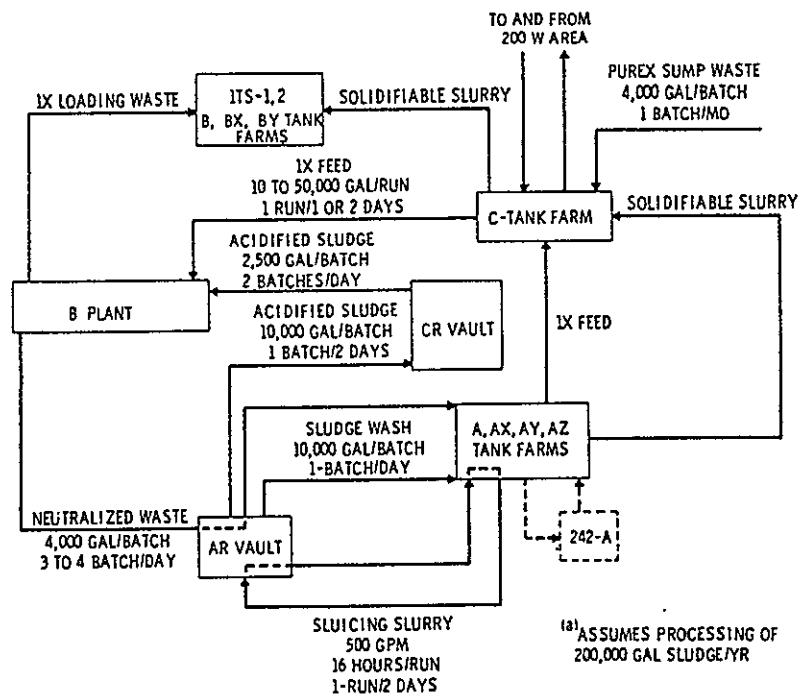 TO AND FROM
200 W AREA
PUREX SUMP WASTE
4,000 GAL/BATCH
1 BATCH/MO
1X LOADING WASTE
ITS-1, 2
B, BX, BY TANK
FARMS
SOLIDIFIABLE SLURRY
1X FEED
10 TO 50,000 GAL/RUN
1 RUN/1 OR 2 DAYS
C-TANK FARM
SOLIDIFIABLE SLURRY
ACIDIFIED SLUDGE
2,500 GAL/BATCH
2 BATCHES/DAY
B PLANT
ACIDIFIED SLUDGE
10,000 GAL/BATCH
1 BATCH/2 DAYS
CR VAULT
1X FEED
SLUDGE WASH
10,000 GAL/BATCH
1-BATCH/DAY
A, AX, AY, AZ
TANK FARMS
NEUTRALIZED WASTE
4,000 GAL/BATCH
3 TO 4 BATCH/DAY
AR VAULT
242-A
SLUICING SLURRY
500 GPM
16 HOURS/RUN
1-RUN/2 DAYS
(a)ASSUMES PROCESSING OF
200,000 GAL SLUDGE/YR